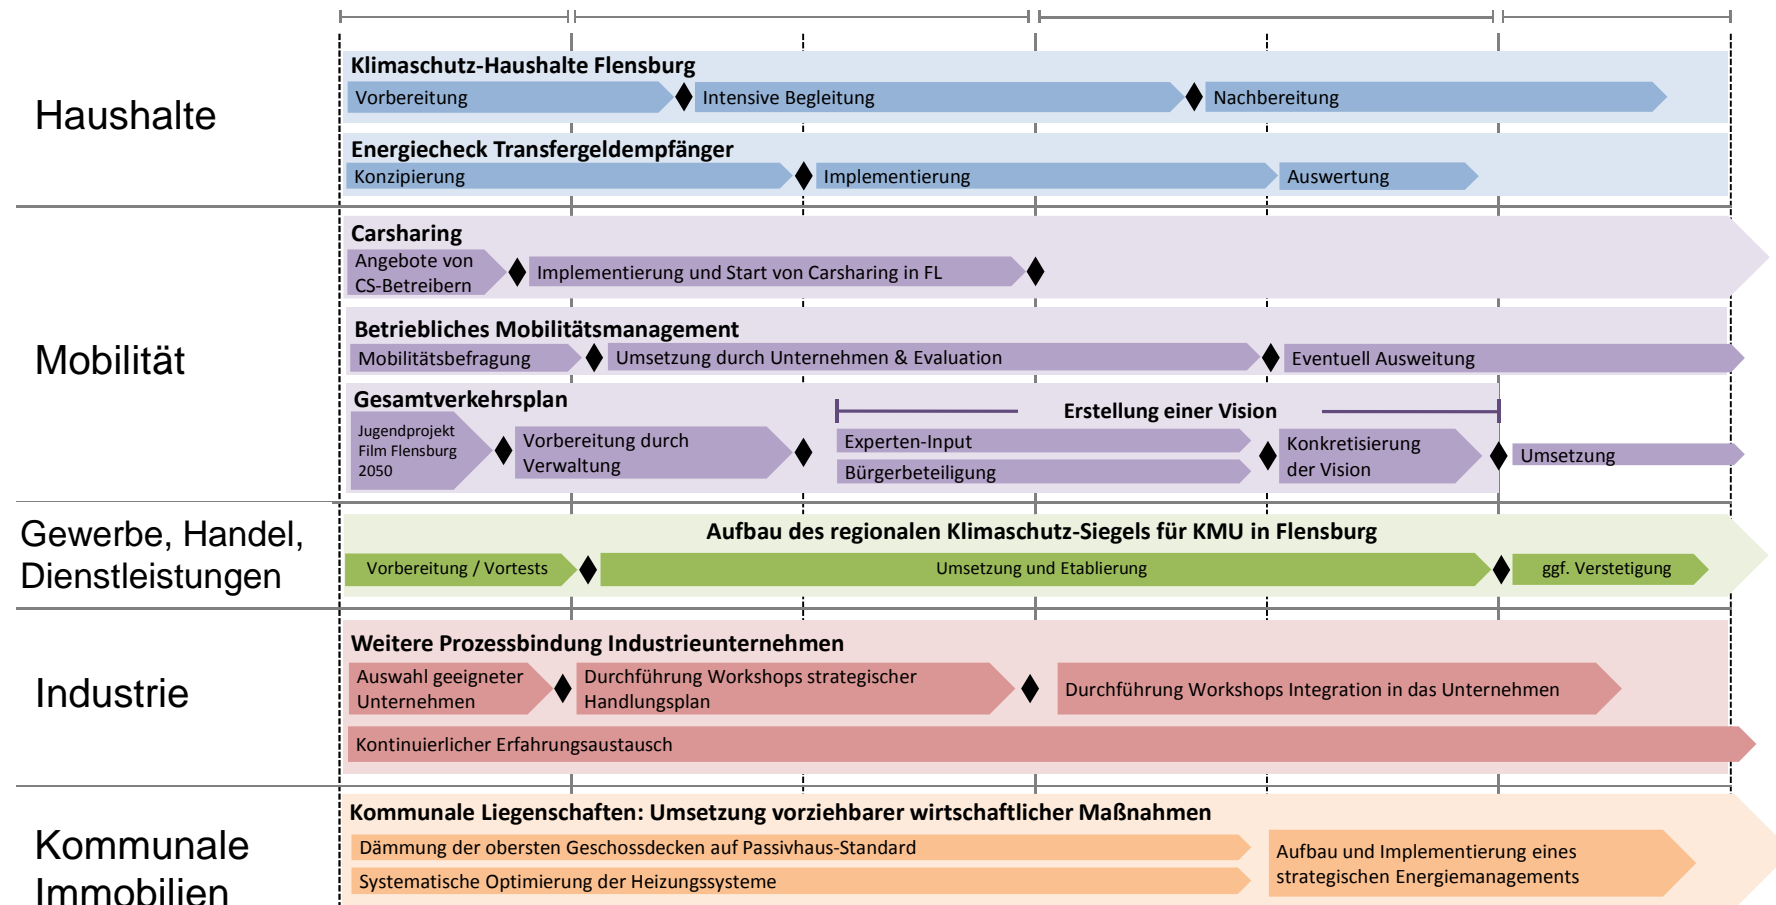 Haushalte
Klimaschutz-Haushalte Flensburg
Vorbereitung
Intensive Begleitung
Nachbereitung
Energiecheck Transfergeldempfänger
Konzipierung
Implementierung
Auswertung
Mobilität
Carsharing
Angebote von
CS-Betreibern
Implementierung und Start von Carsharing in FL
Betriebliches Mobilitätsmanagement
Mobilitätsbefragung
Umsetzung durch Unternehmen & Evaluation
Eventuell Ausweitung
Gesamtverkehrsplan
Jugendprojekt
Film Flensburg
2050
Vorbereitung durch
Verwaltung
Erstellung einer Vision
Experten-Input
Bürgerbeteiligung
Konkretisierung
der Vision
Umsetzung
Gewerbe, Handel,
Dienstleistungen
Aufbau des regionalen Klimaschutz-Siegels für KMU in Flensburg
Vorbereitung / Vortests
Umsetzung und Etablierung
ggf. Verstetigung
Industrie
Weitere Prozessbindung Industrieunternehmen
Auswahl geeigneter
Unternehmen
Durchführung Workshops strategischer
Handlungsplan
Durchführung Workshops Integration in das Unternehmen
Kontinuierlicher Erfahrungsaustausch
Kommunale
Immobilien
Kommunale Liegenschaften: Umsetzung vorziehbarer wirtschaftlicher Maßnahmen
Dämmung der obersten Geschossdecken auf Passivhaus-Standard
Systematische Optimierung der Heizungssysteme
Aufbau und Implementierung eines
strategischen Energiemanagements